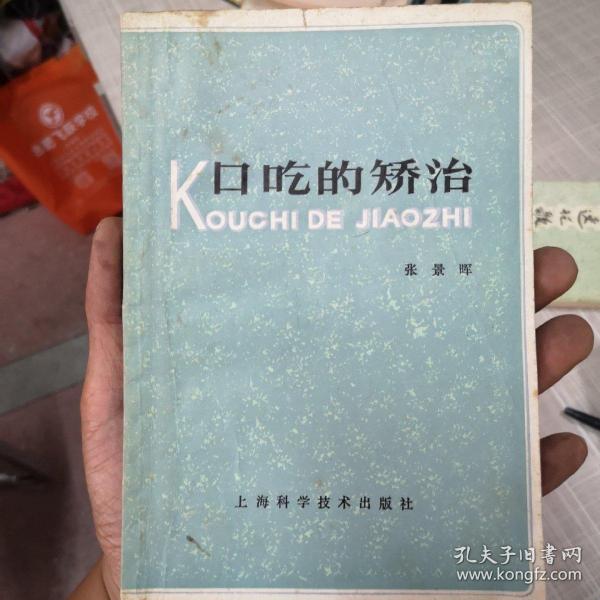 口吃的矫治
KOUCHI DE JIAOZHI
张景晖
上海科学技术出版社
孔夫子旧书网
www.kongfz.com